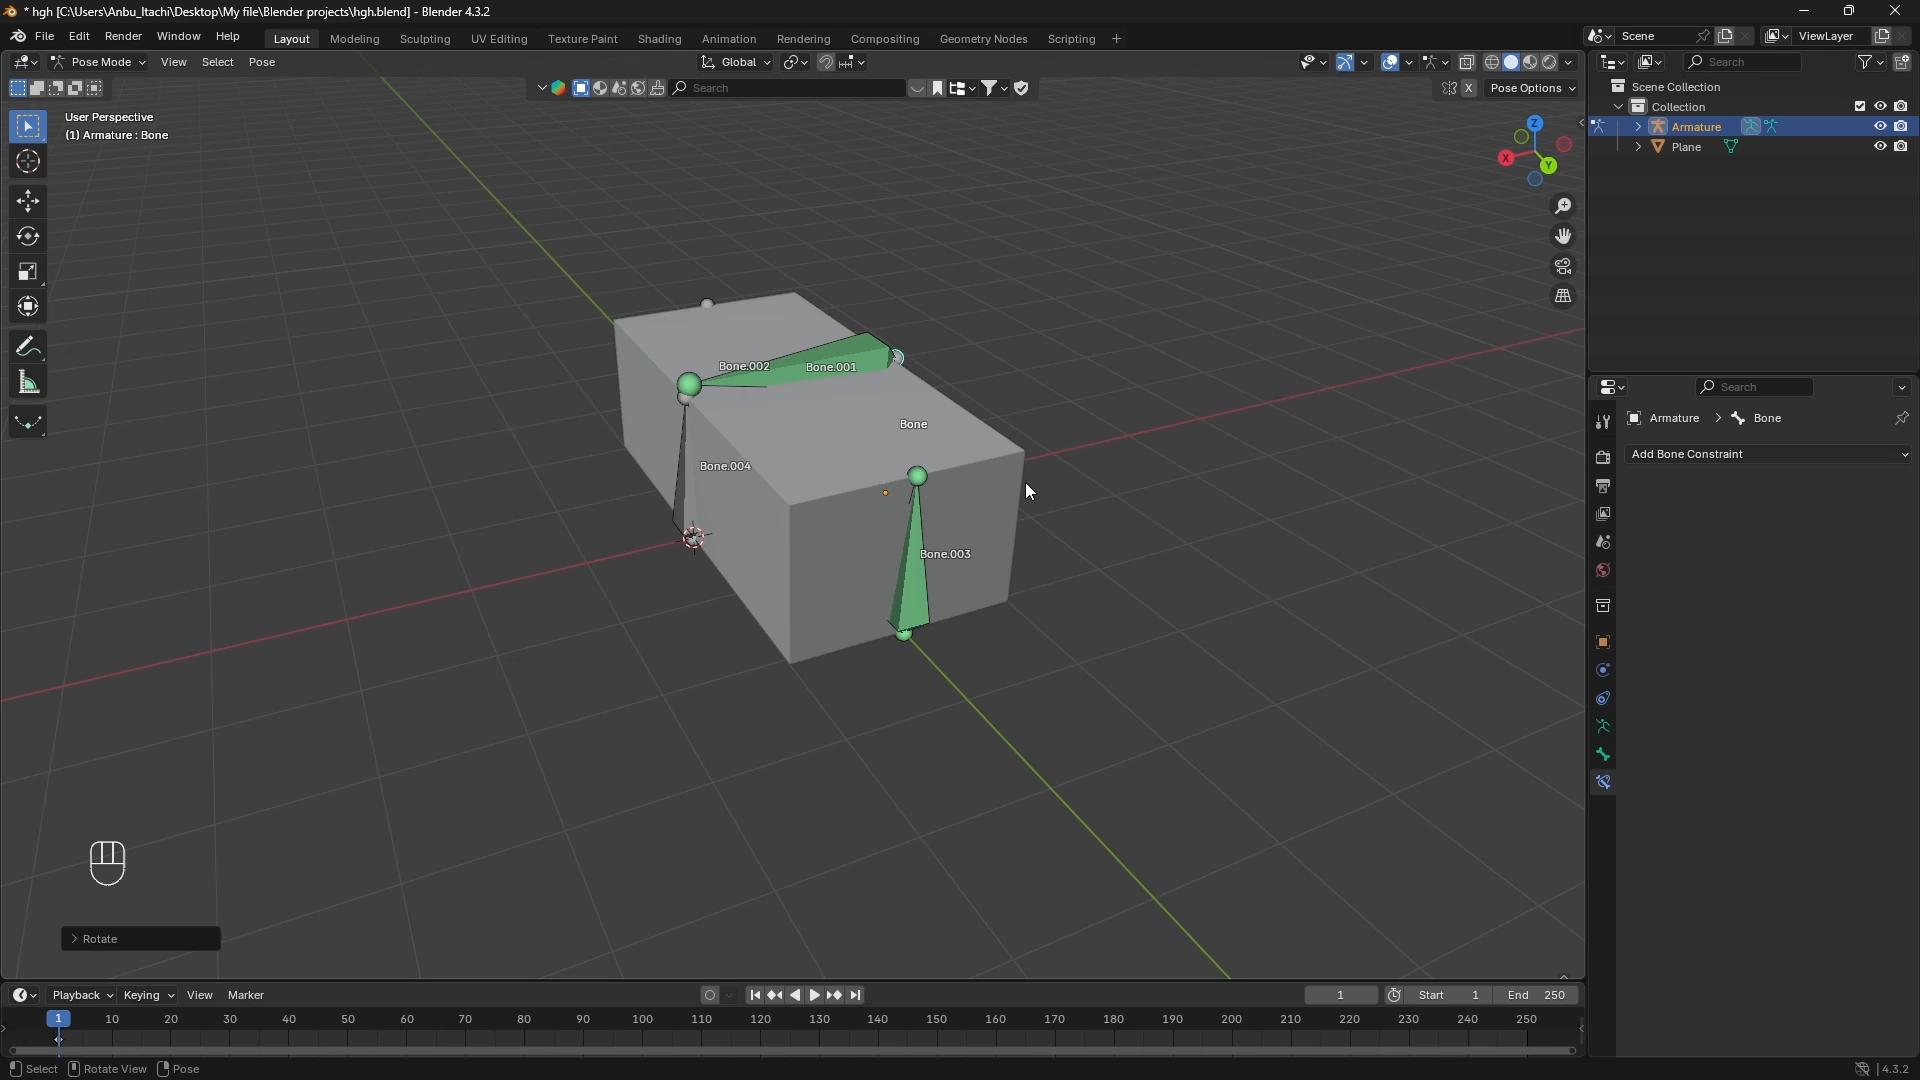 * hgh [C:\Users\Anbu_Itachi\Desktop\My file\Blender projects\hgh.blend] - Blender 4.3.2
File Edit Render Window Help Layout Modeling Sculpting UV Editing Texture Paint Shading Animation Rendering Compositing Geometry Nodes Scripting + Scene ViewLayer
Pose Mode View Select Pose Global Search
Search X Pose Options Scene Collection
User Perspective Collection
(1) Armature : Bone Armature
Plane
Z
X
Y
Bone.002 Bone.001
Search
Armature > Bone
Bone
Add Bone Constraint
Bone.004
Bone.003
Rotate
Playback Keying View Marker 1 Start 1 End 250
1 10 20 30 40 50 60 70 80 90 100 110 120 130 140 150 160 170 180 190 200 210 220 230 240 250
Select Rotate View Pose 4.3.2